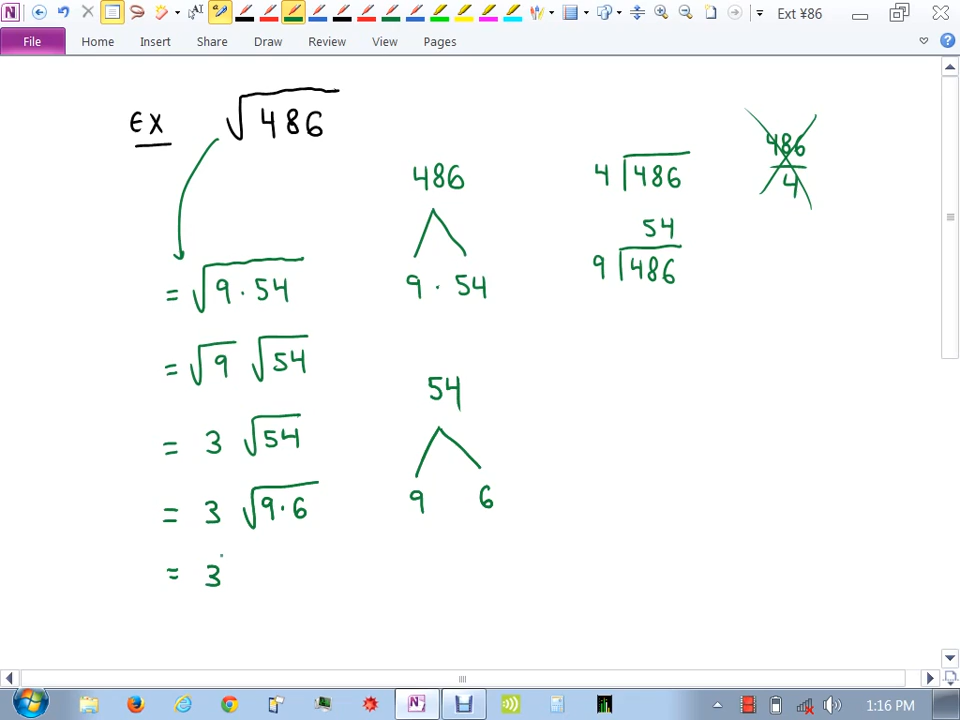 Ext ¥86
File Home Insert Share Draw Review View Pages
Ex √486
486
9 · 54
4 √486
486
4
54
9 √486
= √9 · 54
= √9 √54
= 3 √54
= 3 √9 · 6
= 3
54
9 6
1:16 PM